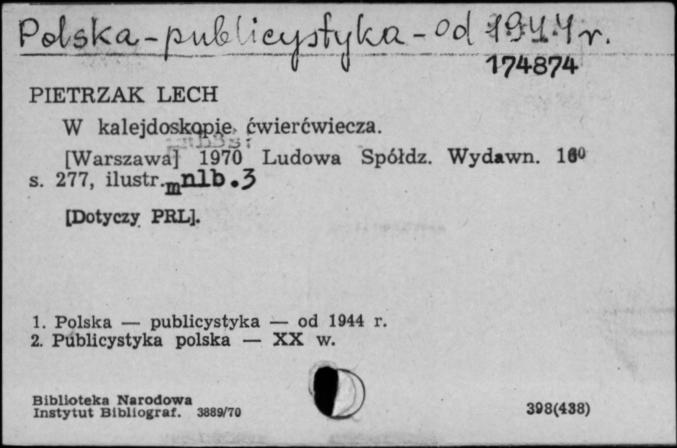 Polska - publicystyka - od 1944 r.
174874
PIETRZAK LECH
W kalejdoskopie ćwierćwiecza.
[Warszawa] 1970 Ludowa Spółdz. Wydawn. 16⁰
s. 277, ilustr. m nlb. 3
[Dotyczy PRL].
1. Polska — publicystyka — od 1944 r.
2. Publicystyka polska — XX w.
Biblioteka Narodowa
Instytut Bibliograf. 3889/70
398(438)